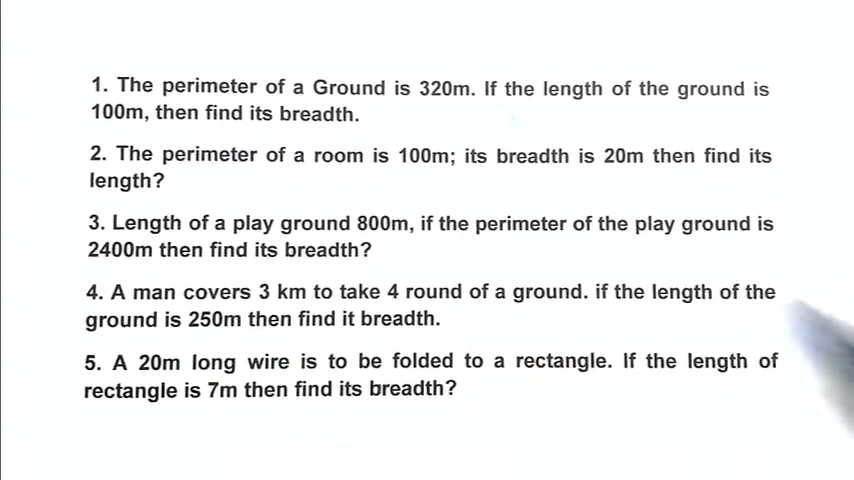 1. The perimeter of a Ground is 320m. If the length of the ground is
100m, then find its breadth.
2. The perimeter of a room is 100m; its breadth is 20m then find its
length?
3. Length of a play ground 800m, if the perimeter of the play ground is
2400m then find its breadth?
4. A man covers 3 km to take 4 round of a ground. if the length of the
ground is 250m then find it breadth.
5. A 20m long wire is to be folded to a rectangle. If the length of
rectangle is 7m then find its breadth?